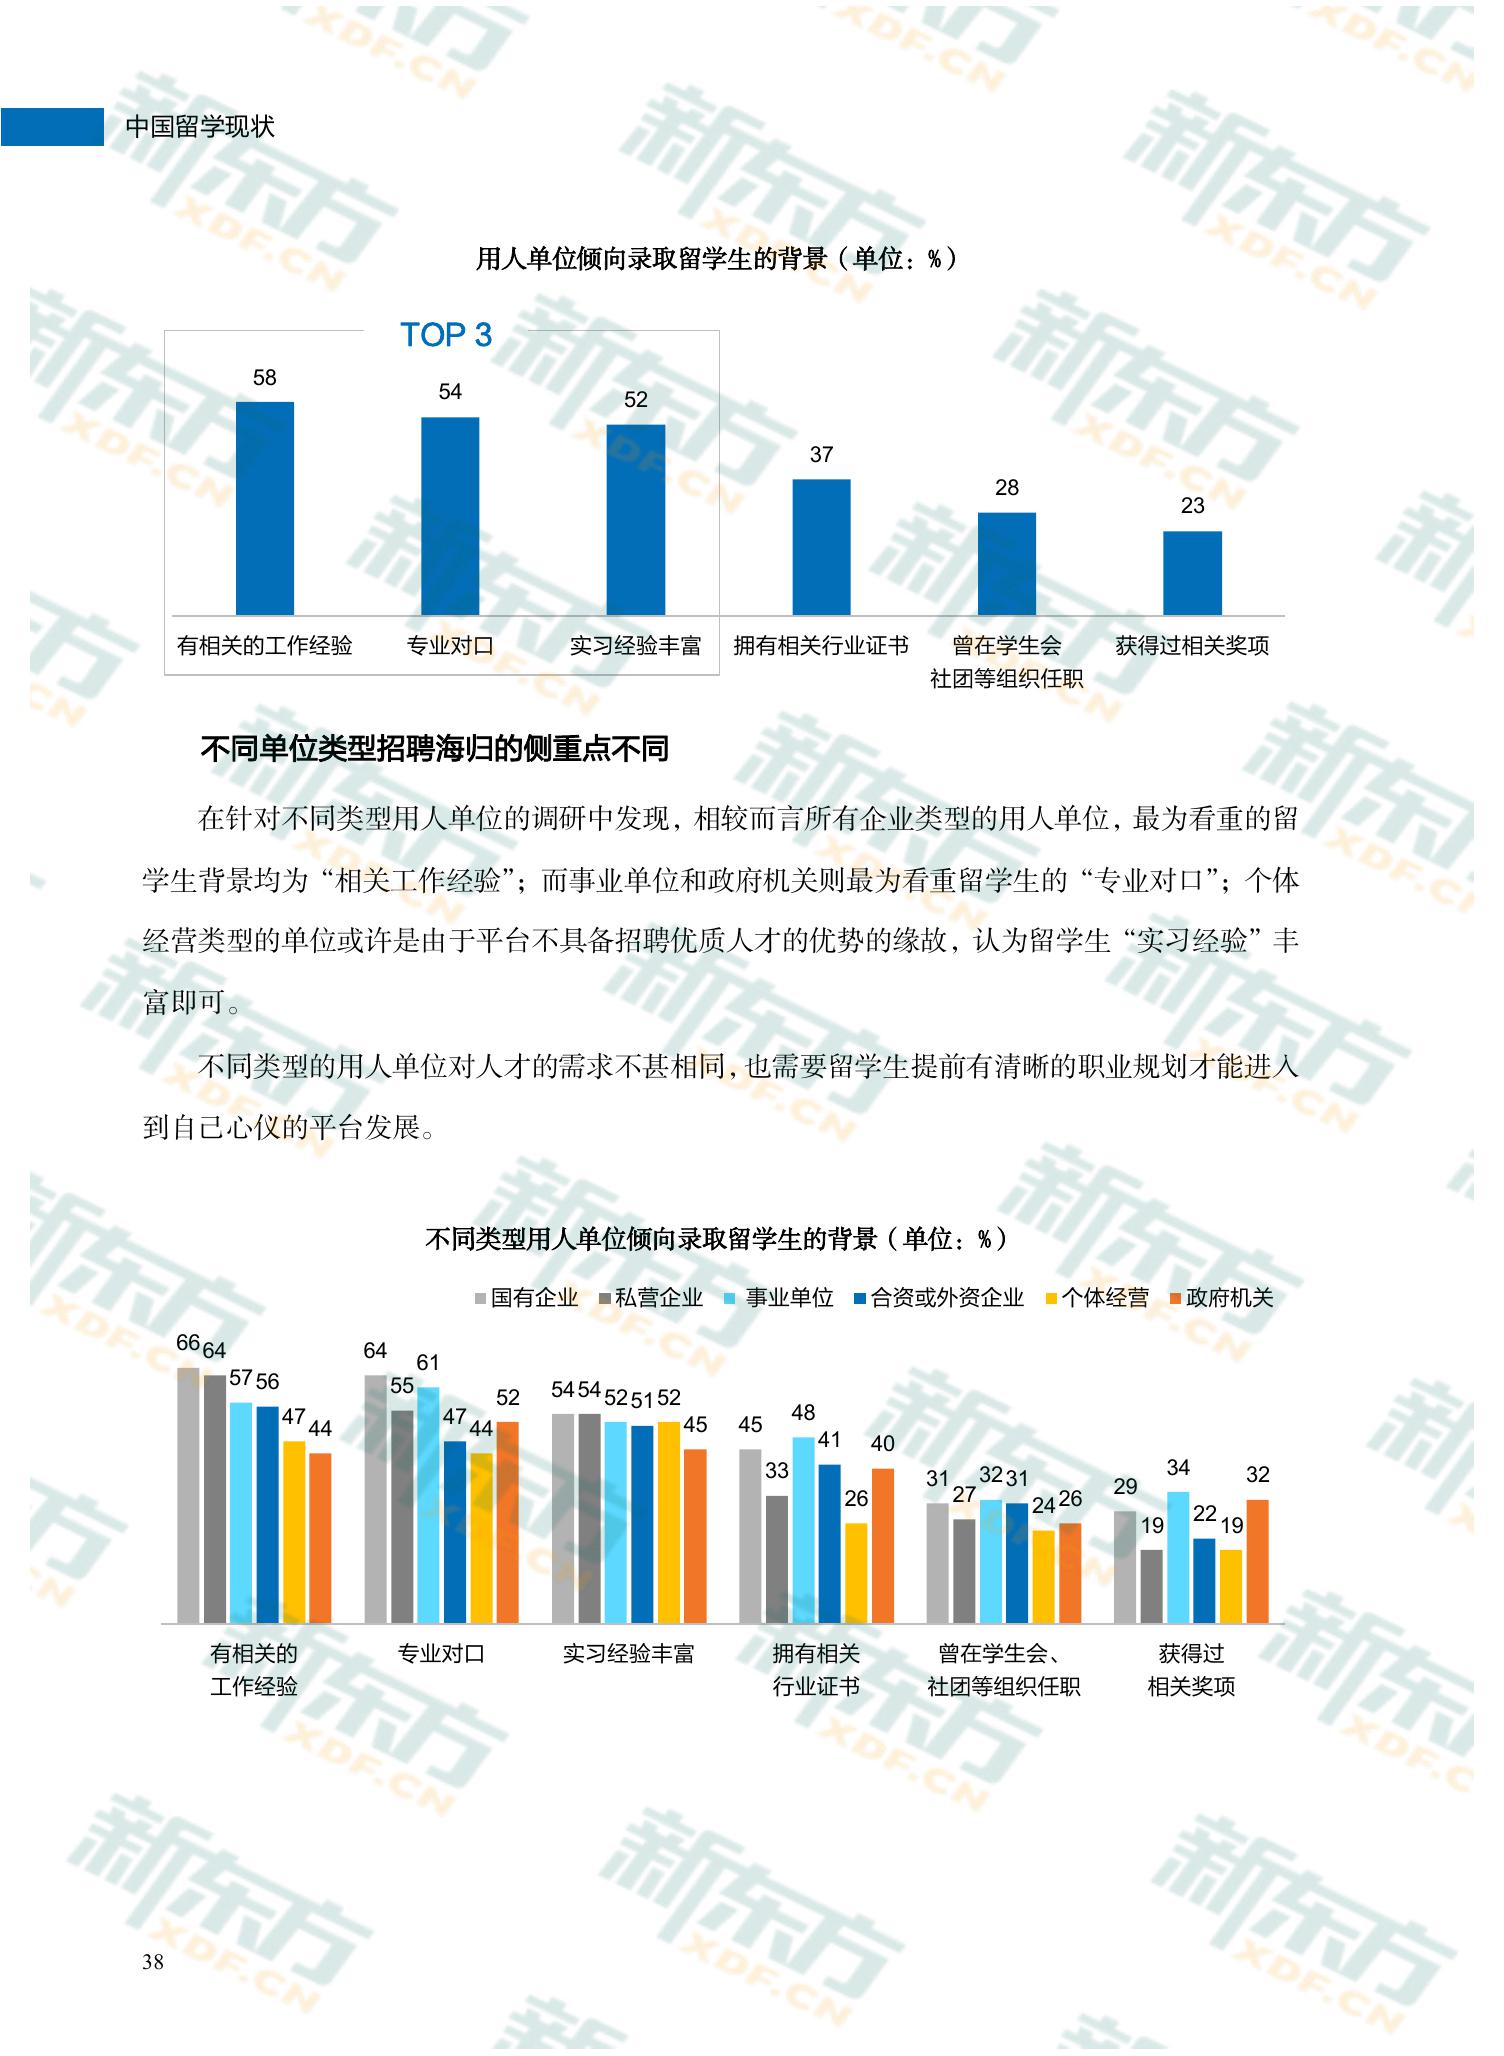 中国留学现状
用人单位倾向录取留学生的背景（单位：%）
TOP 3
58
54
52
37
28
23
有相关的工作经验
专业对口
实习经验丰富
拥有相关行业证书
曾在学生会
社团等组织任职
获得过相关奖项
不同单位类型招聘海归的侧重点不同
在针对不同类型用人单位的调研中发现，相较而言所有企业类型的用人单位，最为看重的留
学生背景均为“相关工作经验”；而事业单位和政府机关则最为看重留学生的“专业对口”；个体
经营类型的单位或许是由于平台不具备招聘优质人才的优势的缘故，认为留学生“实习经验”丰
富即可。
不同类型的用人单位对人才的需求不甚相同，也需要留学生提前有清晰的职业规划才能进入
到自己心仪的平台发展。
不同类型用人单位倾向录取留学生的背景（单位：%）
国有企业 私营企业 事业单位 合资或外资企业 个体经营 政府机关
66 64 57 56 47 44
64 55 61 47 44 52
54 54 52 51 52 45
45 33 48 41 26 40
31 27 32 31 24 26
29 19 34 22 19 32
有相关的
工作经验
专业对口
实习经验丰富
拥有相关
行业证书
曾在学生会、
社团等组织任职
获得过
相关奖项
38
新东方
XDF.CN